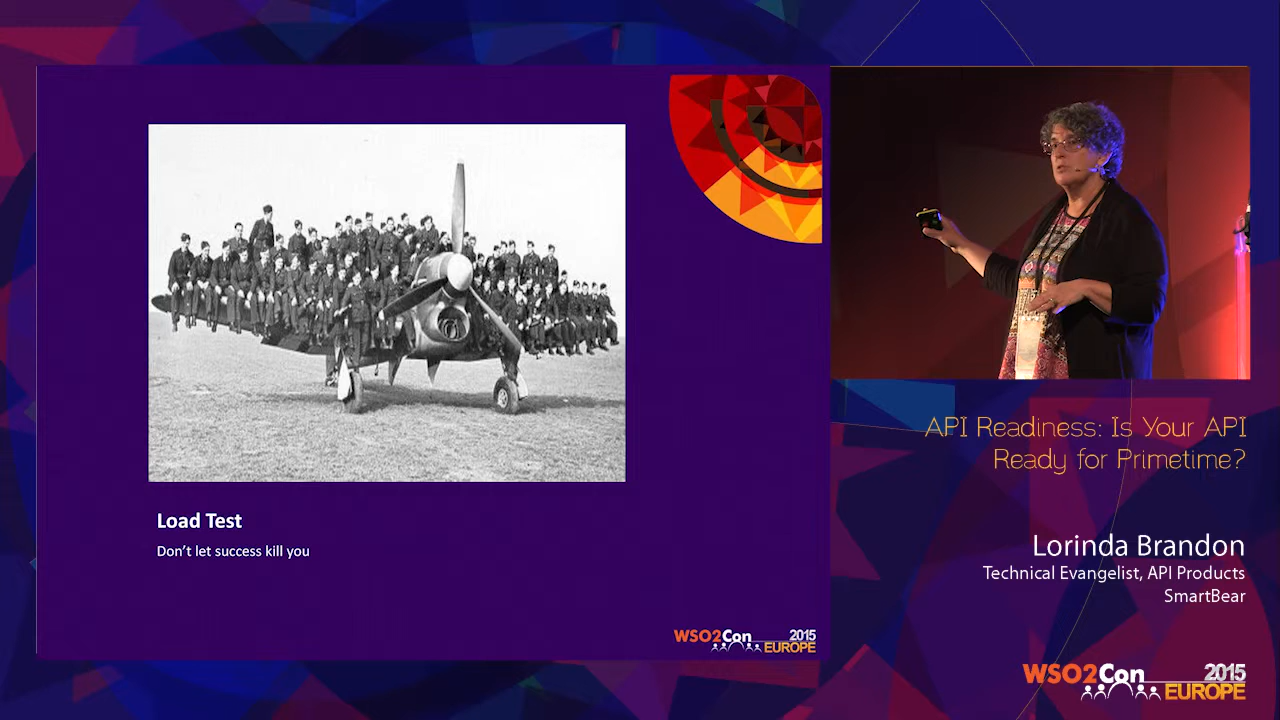 Load Test
Don't let success kill you
WSO2Con 2015
EUROPE
API Readiness: Is Your API
Ready for Primetime?
Lorinda Brandon
Technical Evangelist, API Products
SmartBear
WSO2Con 2015
EUROPE